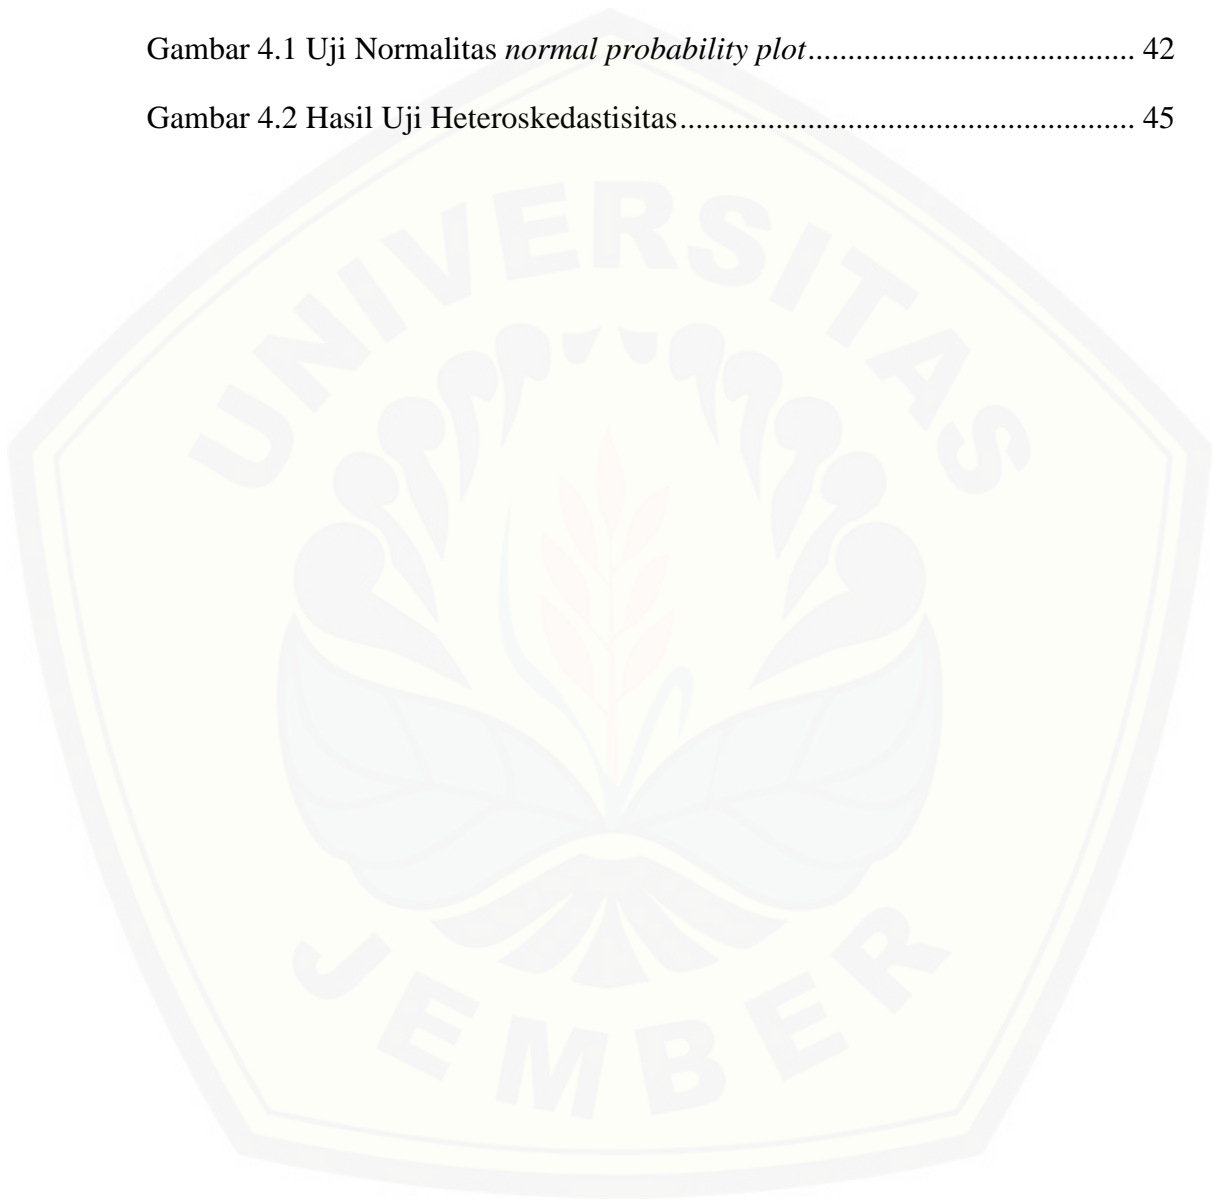 Gambar 4.1 Uji Normalitas normal probability plot......................................... 42
Gambar 4.2 Hasil Uji Heteroskedastisitas......................................................... 45
UNIVERSITAS
JEMBER